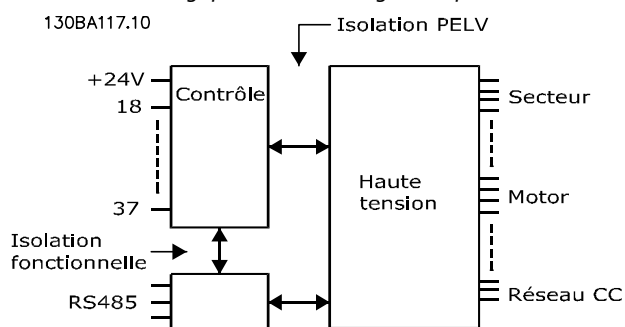 130BA117.10
Isolation PELV
+24V
Contrôle
18
Secteur
Haute
tension
37
Motor
Isolation
fonctionnelle
RS485
Réseau CC